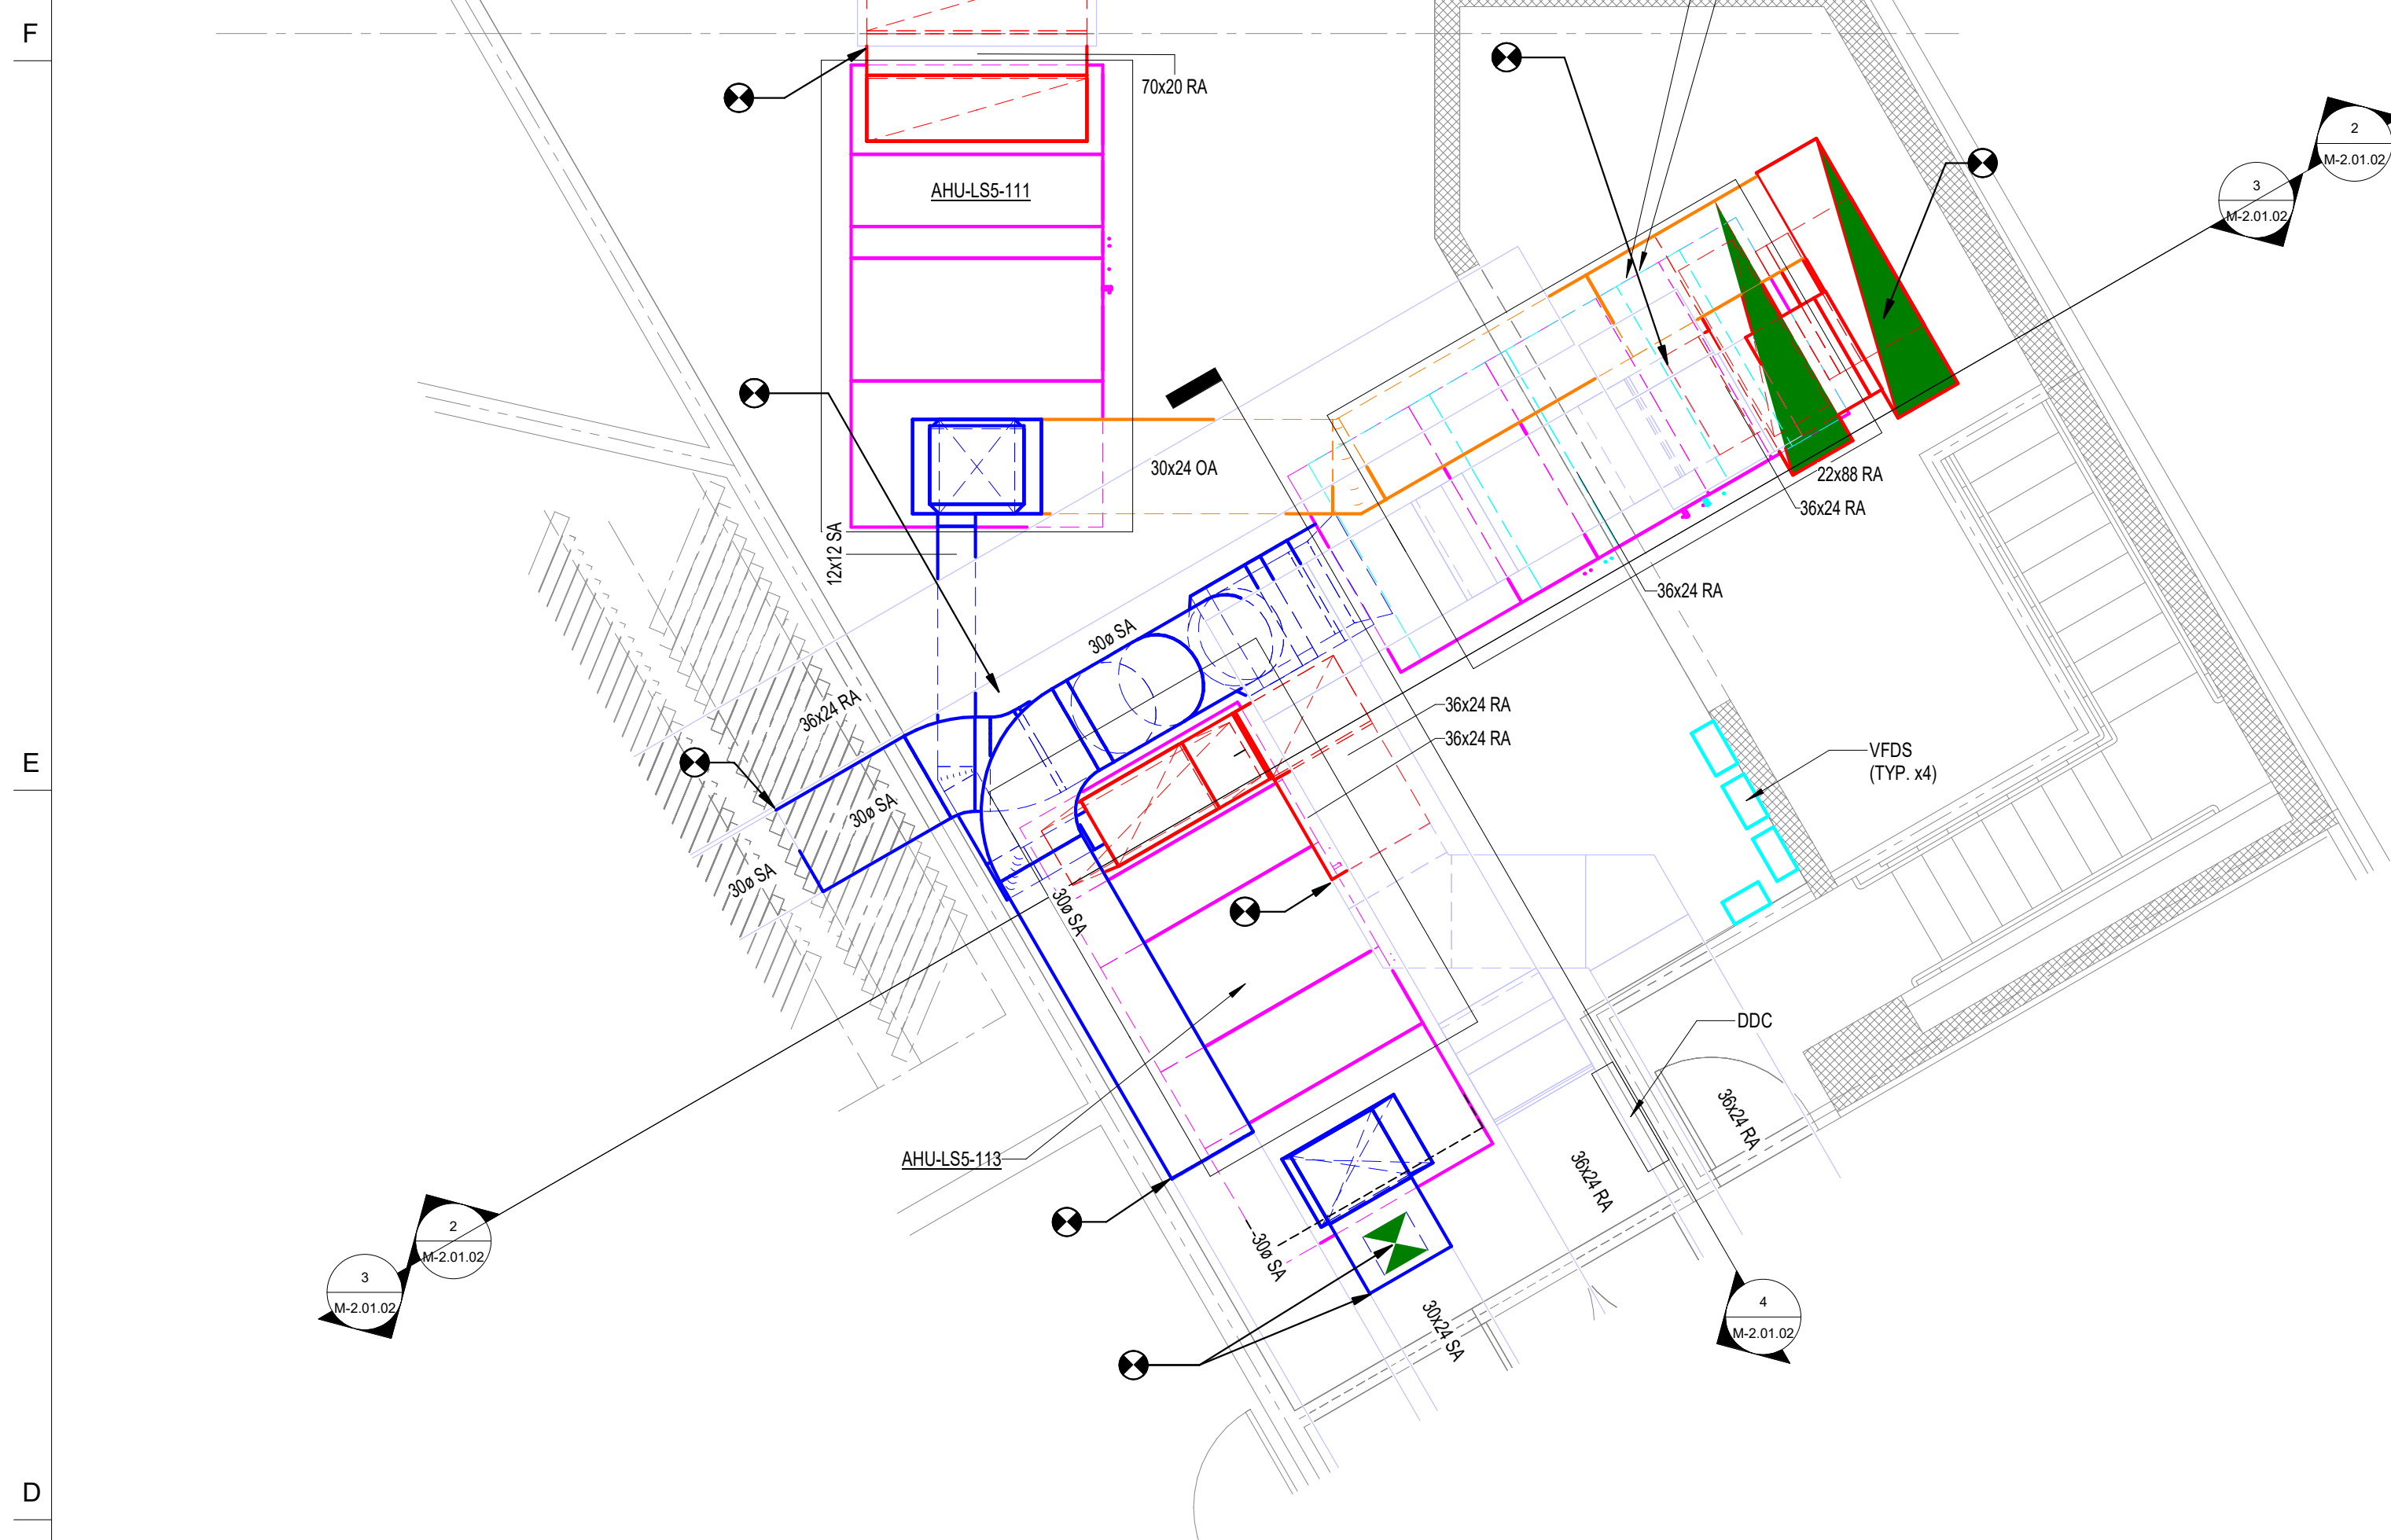 F
70x20 RA
2
M-2.01.02
3
M-2.01.02
AHU-LS5-111
30x24 OA
22x88 RA
36x24 RA
12x12 SA
36x24 RA
30ø SA
36x24 RA
36x24 RA
36x24 RA
E
VFDS
(TYP. x4)
30ø SA
30ø SA
30ø SA
DDC
36x24 RA
AHU-LS5-113
36x24 RA
2
M-2.01.02
30ø SA
3
M-2.01.02
4
M-2.01.02
30x24 SA
D